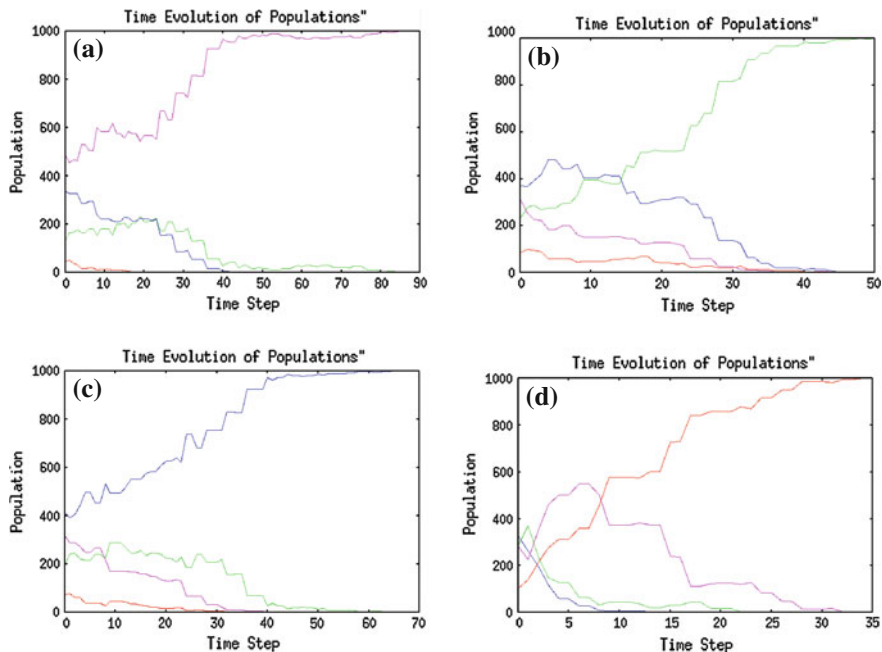 Time Evolution of Populations"
(a)
Population
1000
800
600
400
200
0
0 10 20 30 40 50 60 70 80 90
Time Step
Time Evolution of Populations"
(b)
Population
1000
800
600
400
200
0
0 10 20 30 40 50
Time Step
Time Evolution of Populations"
(c)
Population
1000
800
600
400
200
0
0 10 20 30 40 50 60 70
Time Step
Time Evolution of Populations"
(d)
Population
1000
800
600
400
200
0
0 5 10 15 20 25 30 35
Time Step